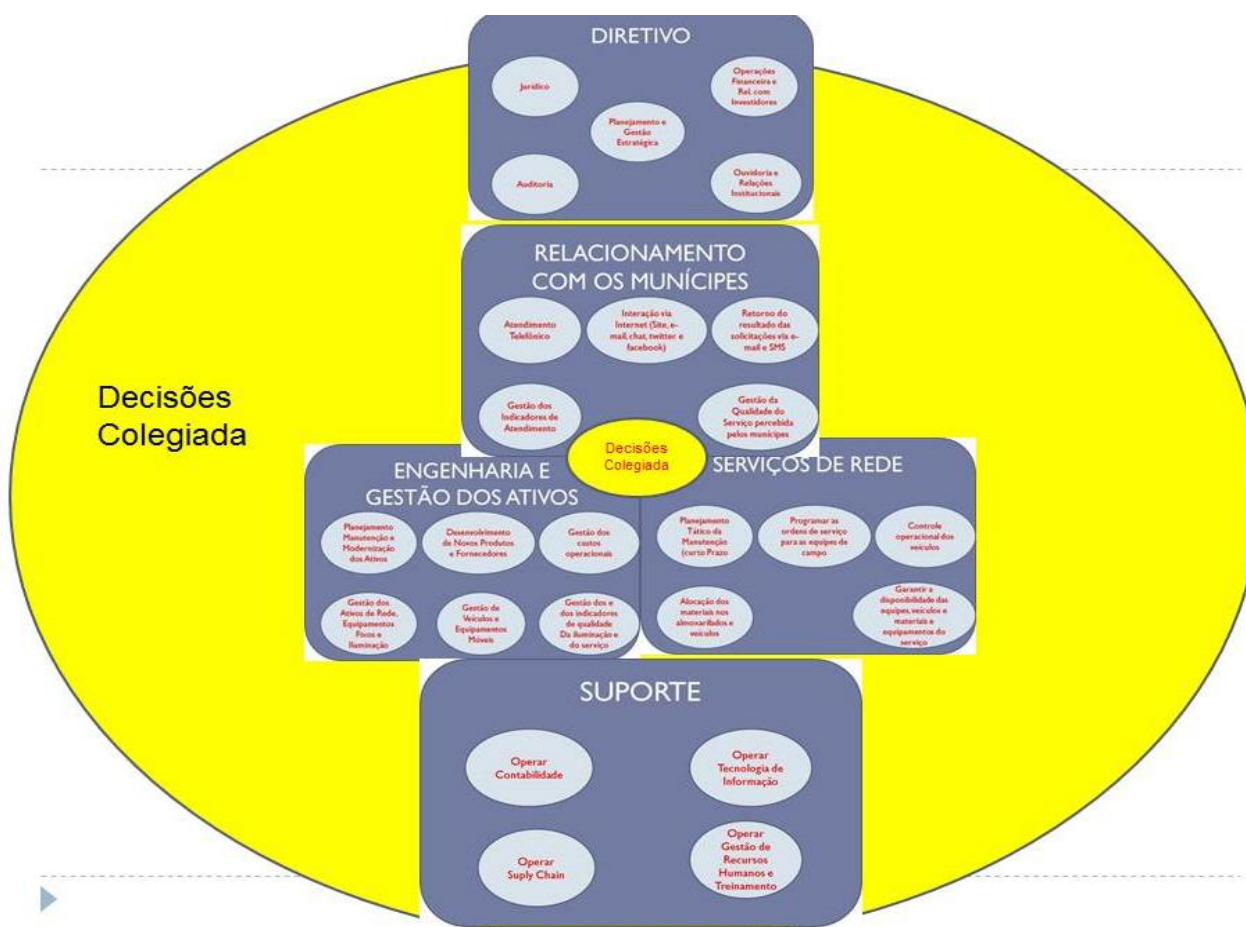 DIRETIVO
Jurídico
Operações
Financeira e
Rel. com
Investidores
Planejamento e
Gestão
Estratégica
Auditoria
Ouvidoria e
Relações
Institucionais
RELACIONAMENTO
COM OS MUNÍCIPES
Atendimento
Telefônico
Interação via
Internet (Site, e-
mail, chat, twitter e
facebook)
Retorno do
resultado das
solicitações via e-
mail e SMS
Gestão dos
Indicadores de
Atendimento
Gestão da
Qualidade do
Serviço percebida
pelos munícipes
Decisões
Colegiada
Decisões
Colegiada
ENGENHARIA E
GESTÃO DOS ATIVOS
Planejamento
Manutenção e
Modernização
dos Ativos
Desenvolvimento
de Novos Produtos
e Fornecedores
Gestão dos
custos
operacionais
Gestão dos
Ativos de Rede,
Equipamentos
Fixos e
Iluminação
Gestão de
Veículos e
Equipamentos
Móveis
Gestão dos e
dos indicadores
de qualidade
Da iluminação e
do serviço
SERVIÇOS DE REDE
Planejamento
Tático da
Manutenção
(curto Prazo
Programar as
ordens de serviço
para as equipes de
campo
Controle
operacional dos
veículos
Alocação dos
materiais nos
almoxarifados e
veículos
Garantir a
disponibilidade das
equipes, veículos e
materiais e
equipamentos do
serviço
SUPORTE
Operar
Contabilidade
Operar
Tecnologia de
Informação
Operar
Suply Chain
Operar
Gestão de
Recursos
Humanos e
Treinamento